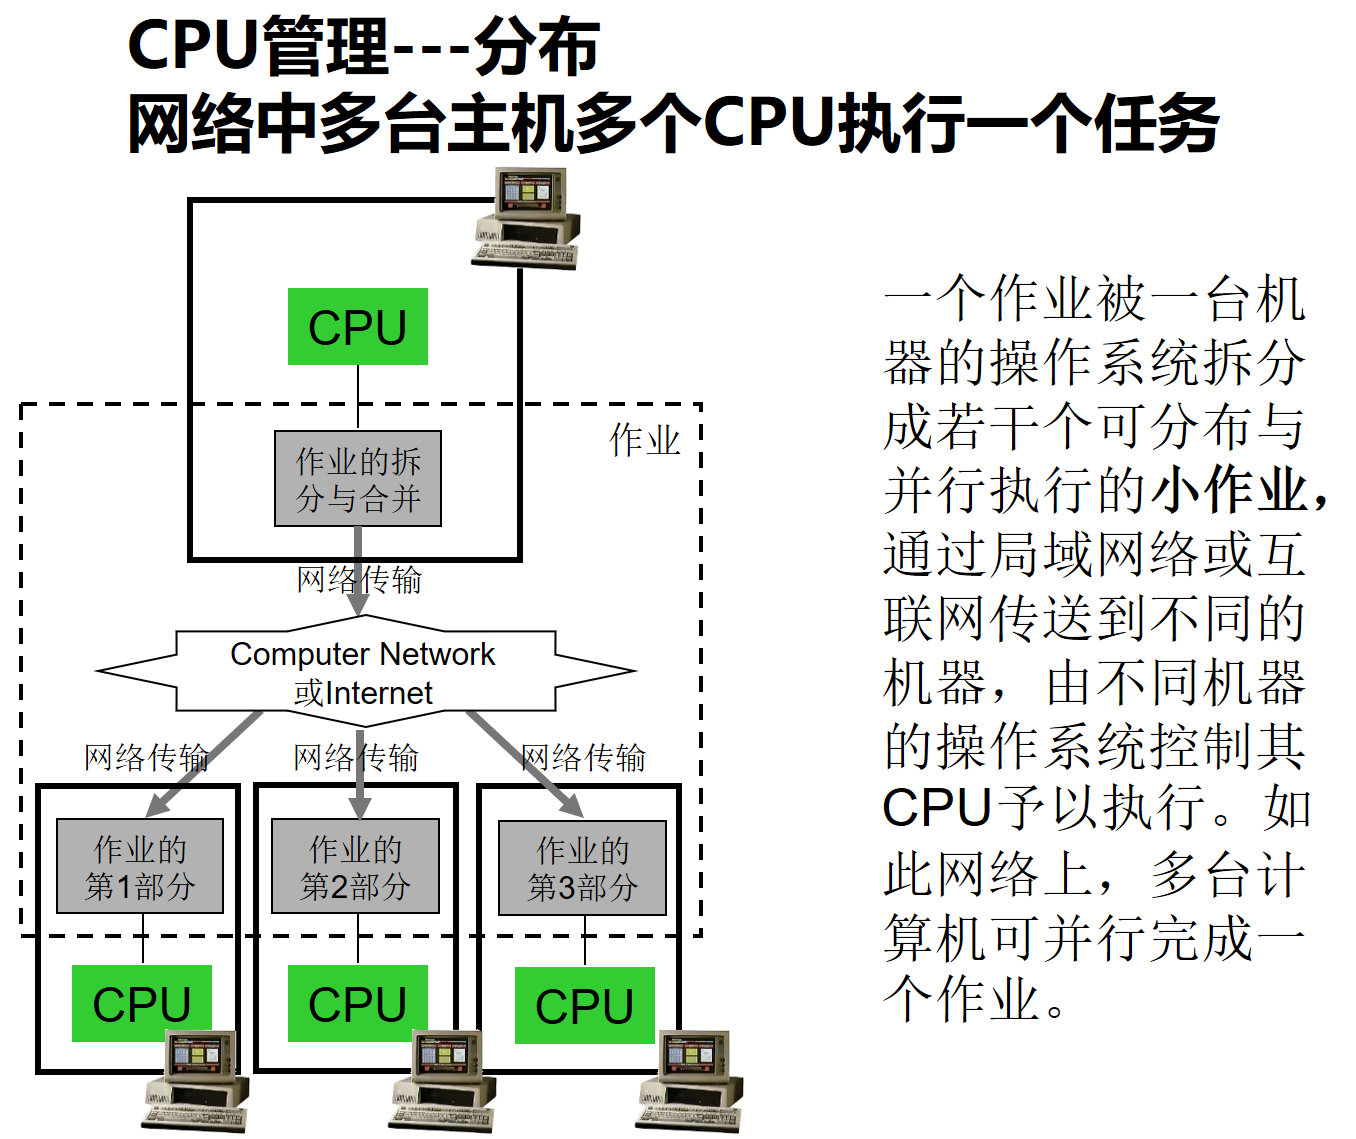 CPU管理---分布
网络中多台主机多个CPU执行一个任务
CPU
作业
作业的拆
分与合并
网络传输
Computer Network
或Internet
网络传输
网络传输
网络传输
作业的
第1部分
作业的
第2部分
作业的
第3部分
CPU
CPU
CPU
一个作业被一台机
器的操作系统拆分
成若干个可分布与
并行执行的小作业，
通过局域网络或互
联网传送到不同的
机器，由不同机器
的操作系统控制其
CPU予以执行。如
此网络上，多台计
算机可并行完成一
个作业。